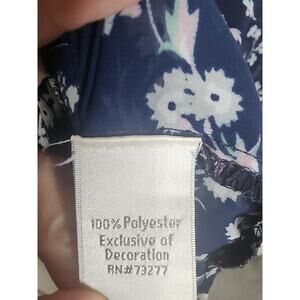 100% Polyester
Exclusive of
Decoration
RN#73277